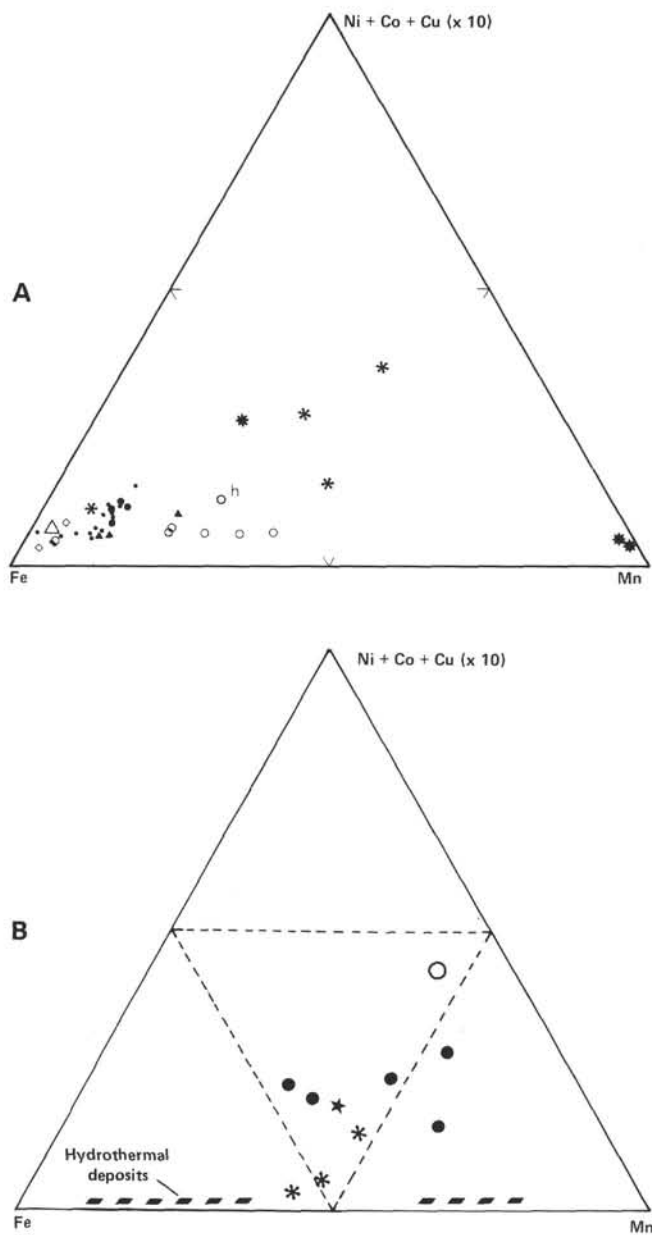 Ni + Co + Cu (x 10)
A
h
Fe
Mn
Ni + Co + Cu (x 10)
B
Hydrothermal
deposits
Fe
Mn